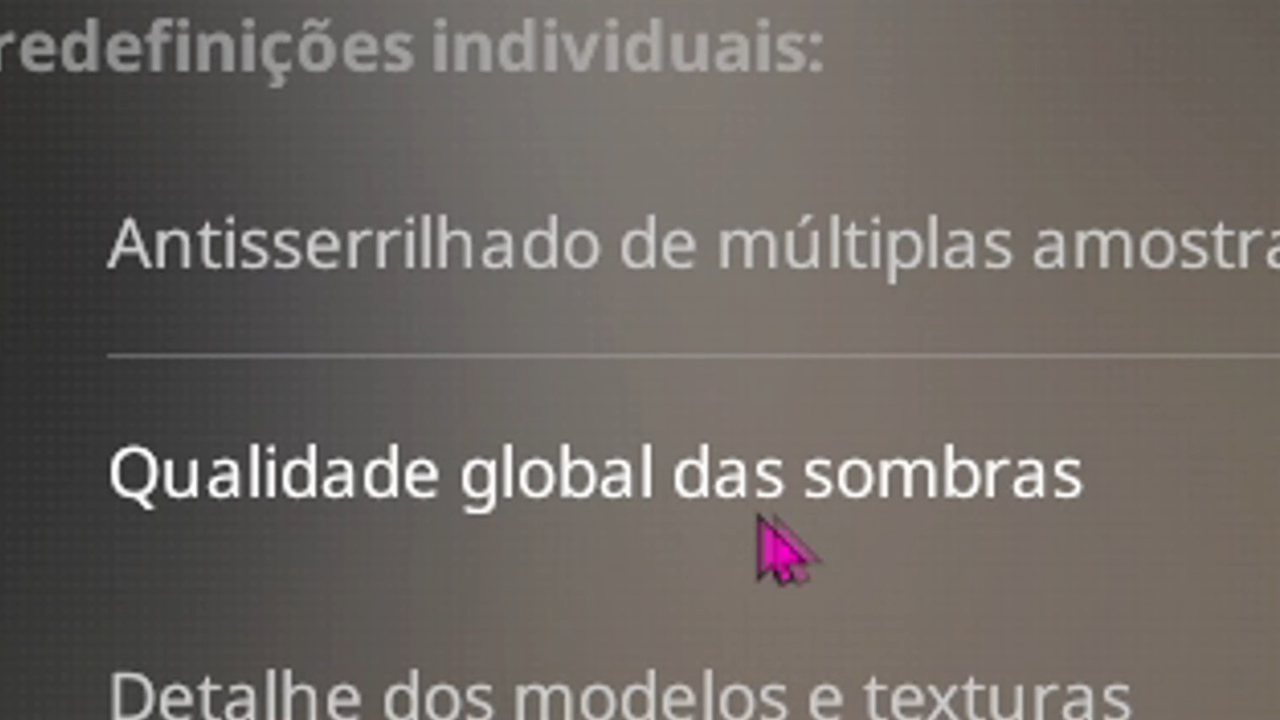 redefinições individuais:
Antisserrilhado de múltiplas amostra
Qualidade global das sombras
Detalhe dos modelos e texturas